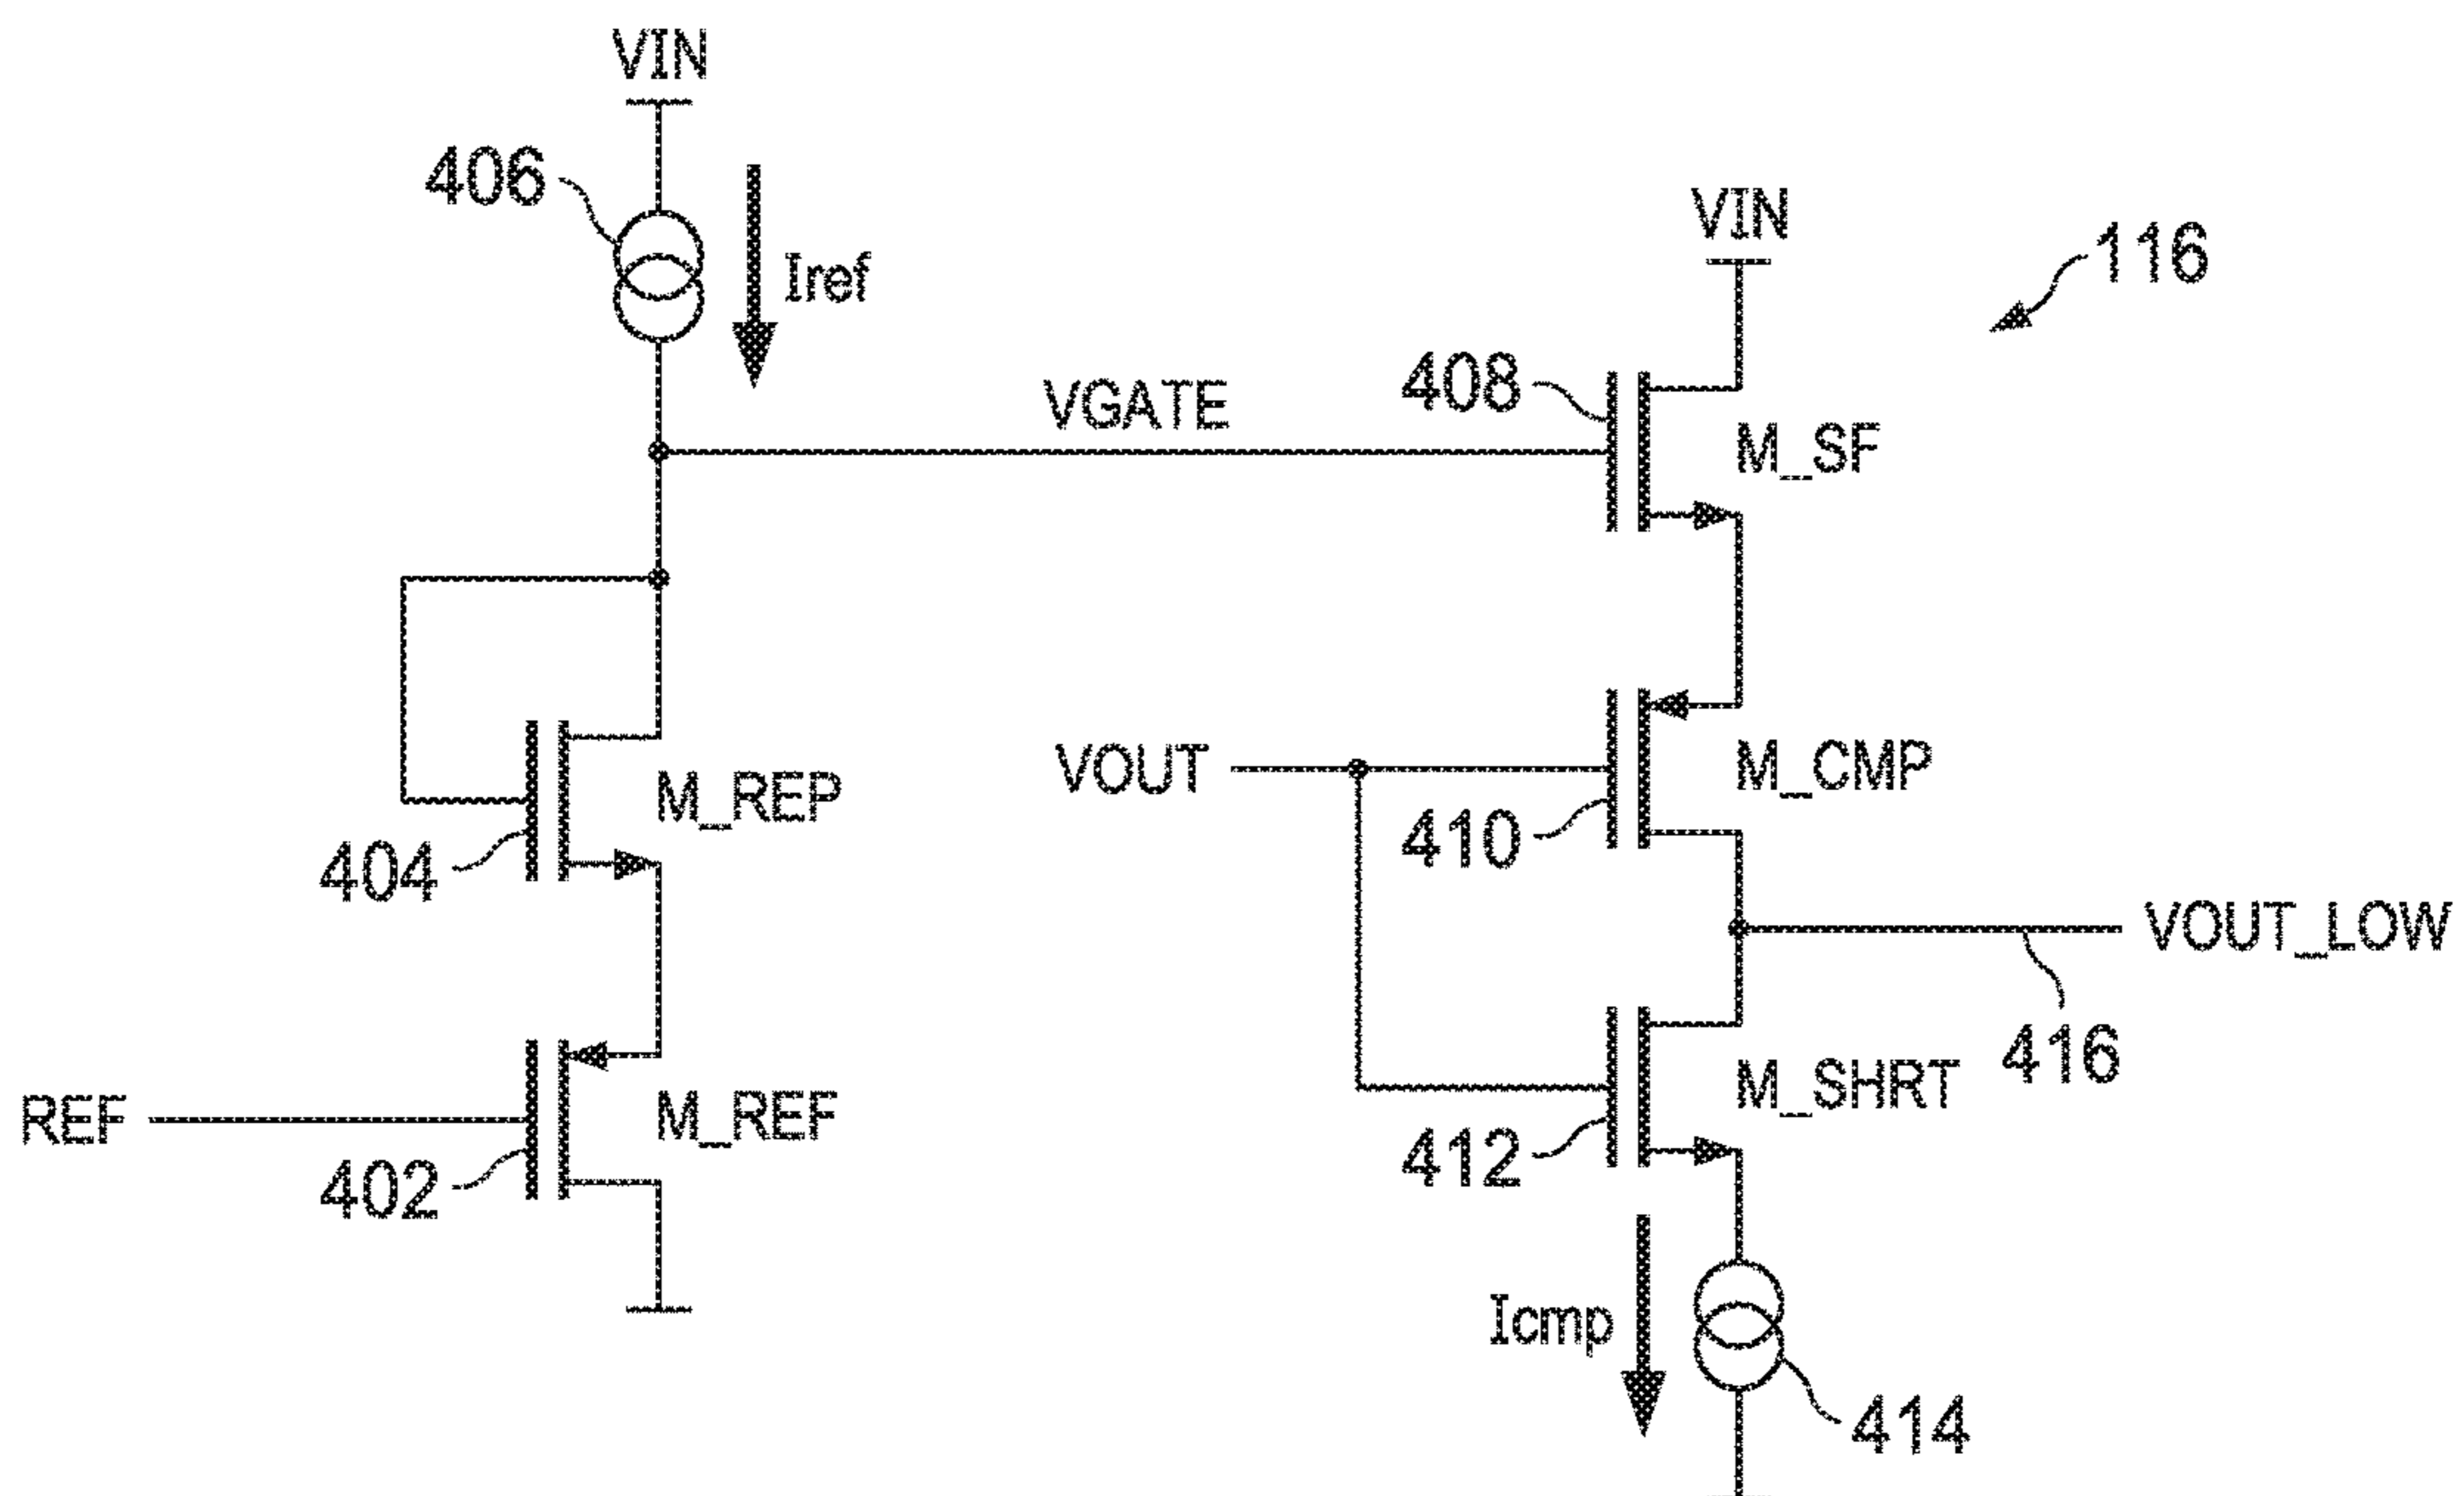 VIN
406
Iref
VIN
116
VGATE
408
M_SF
M_REP
404
VOUT
M_CMP
410
VOUT_LOW
416
REF
M_REF
402
M_SHRT
412
Icmp
414